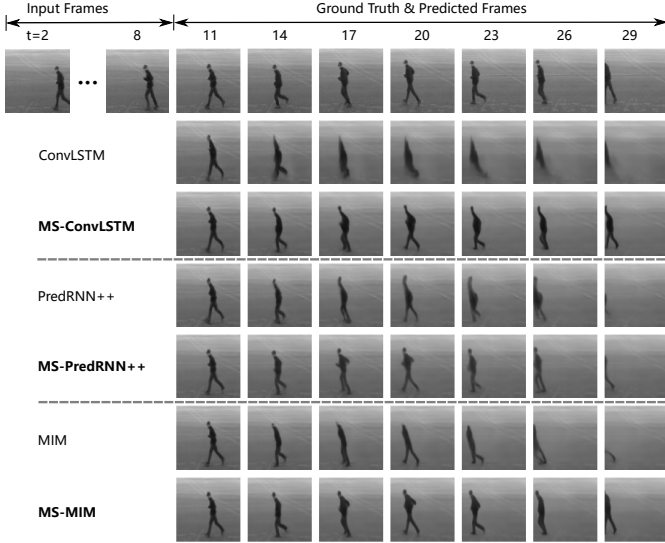 Input Frames
Ground Truth & Predicted Frames
t=2 8 11 14 17 20 23 26 29
...
ConvLSTM
MS-ConvLSTM
PredRNN++
MS-PredRNN++
MIM
MS-MIM